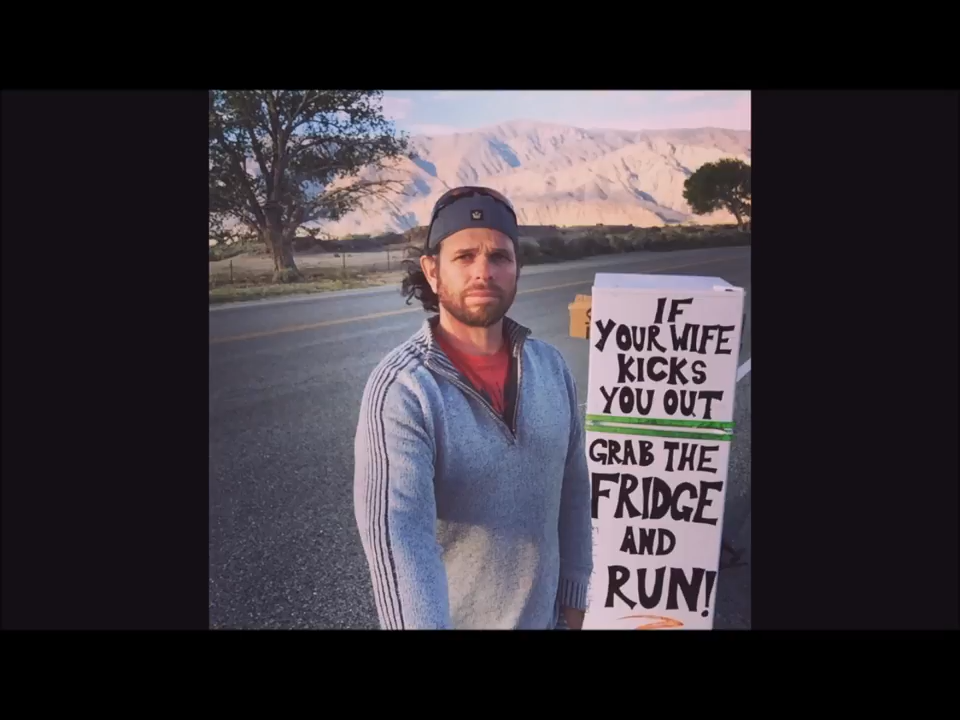 IF
YOUR WIFE
KICKS
YOU OUT
GRAB THE
FRIDGE
AND
RUN!